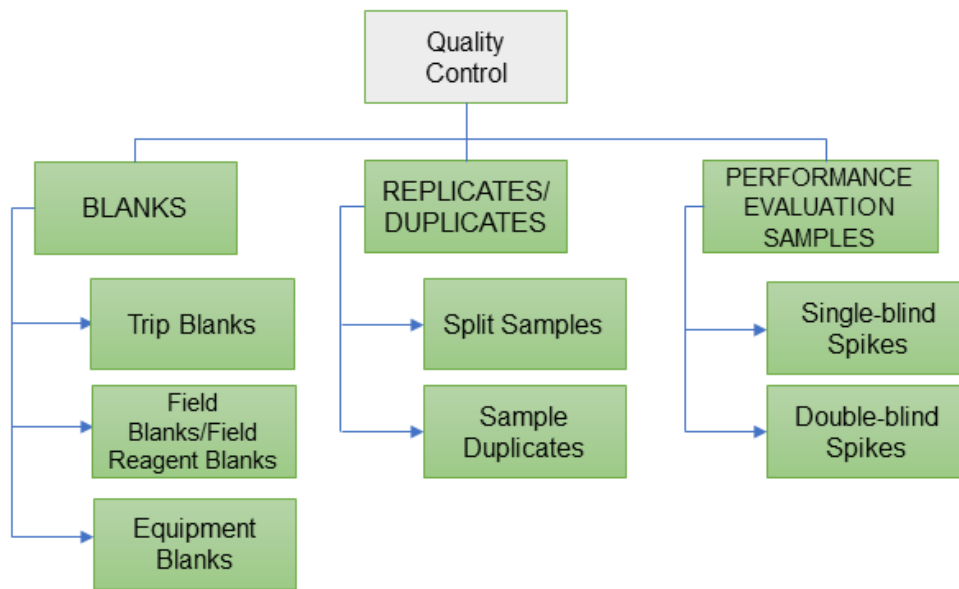 Quality
Control
BLANKS
REPLICATES/
DUPLICATES
PERFORMANCE
EVALUATION
SAMPLES
Trip Blanks
Split Samples
Single-blind
Spikes
Field
Blanks/Field
Reagent Blanks
Sample
Duplicates
Double-blind
Spikes
Equipment
Blanks